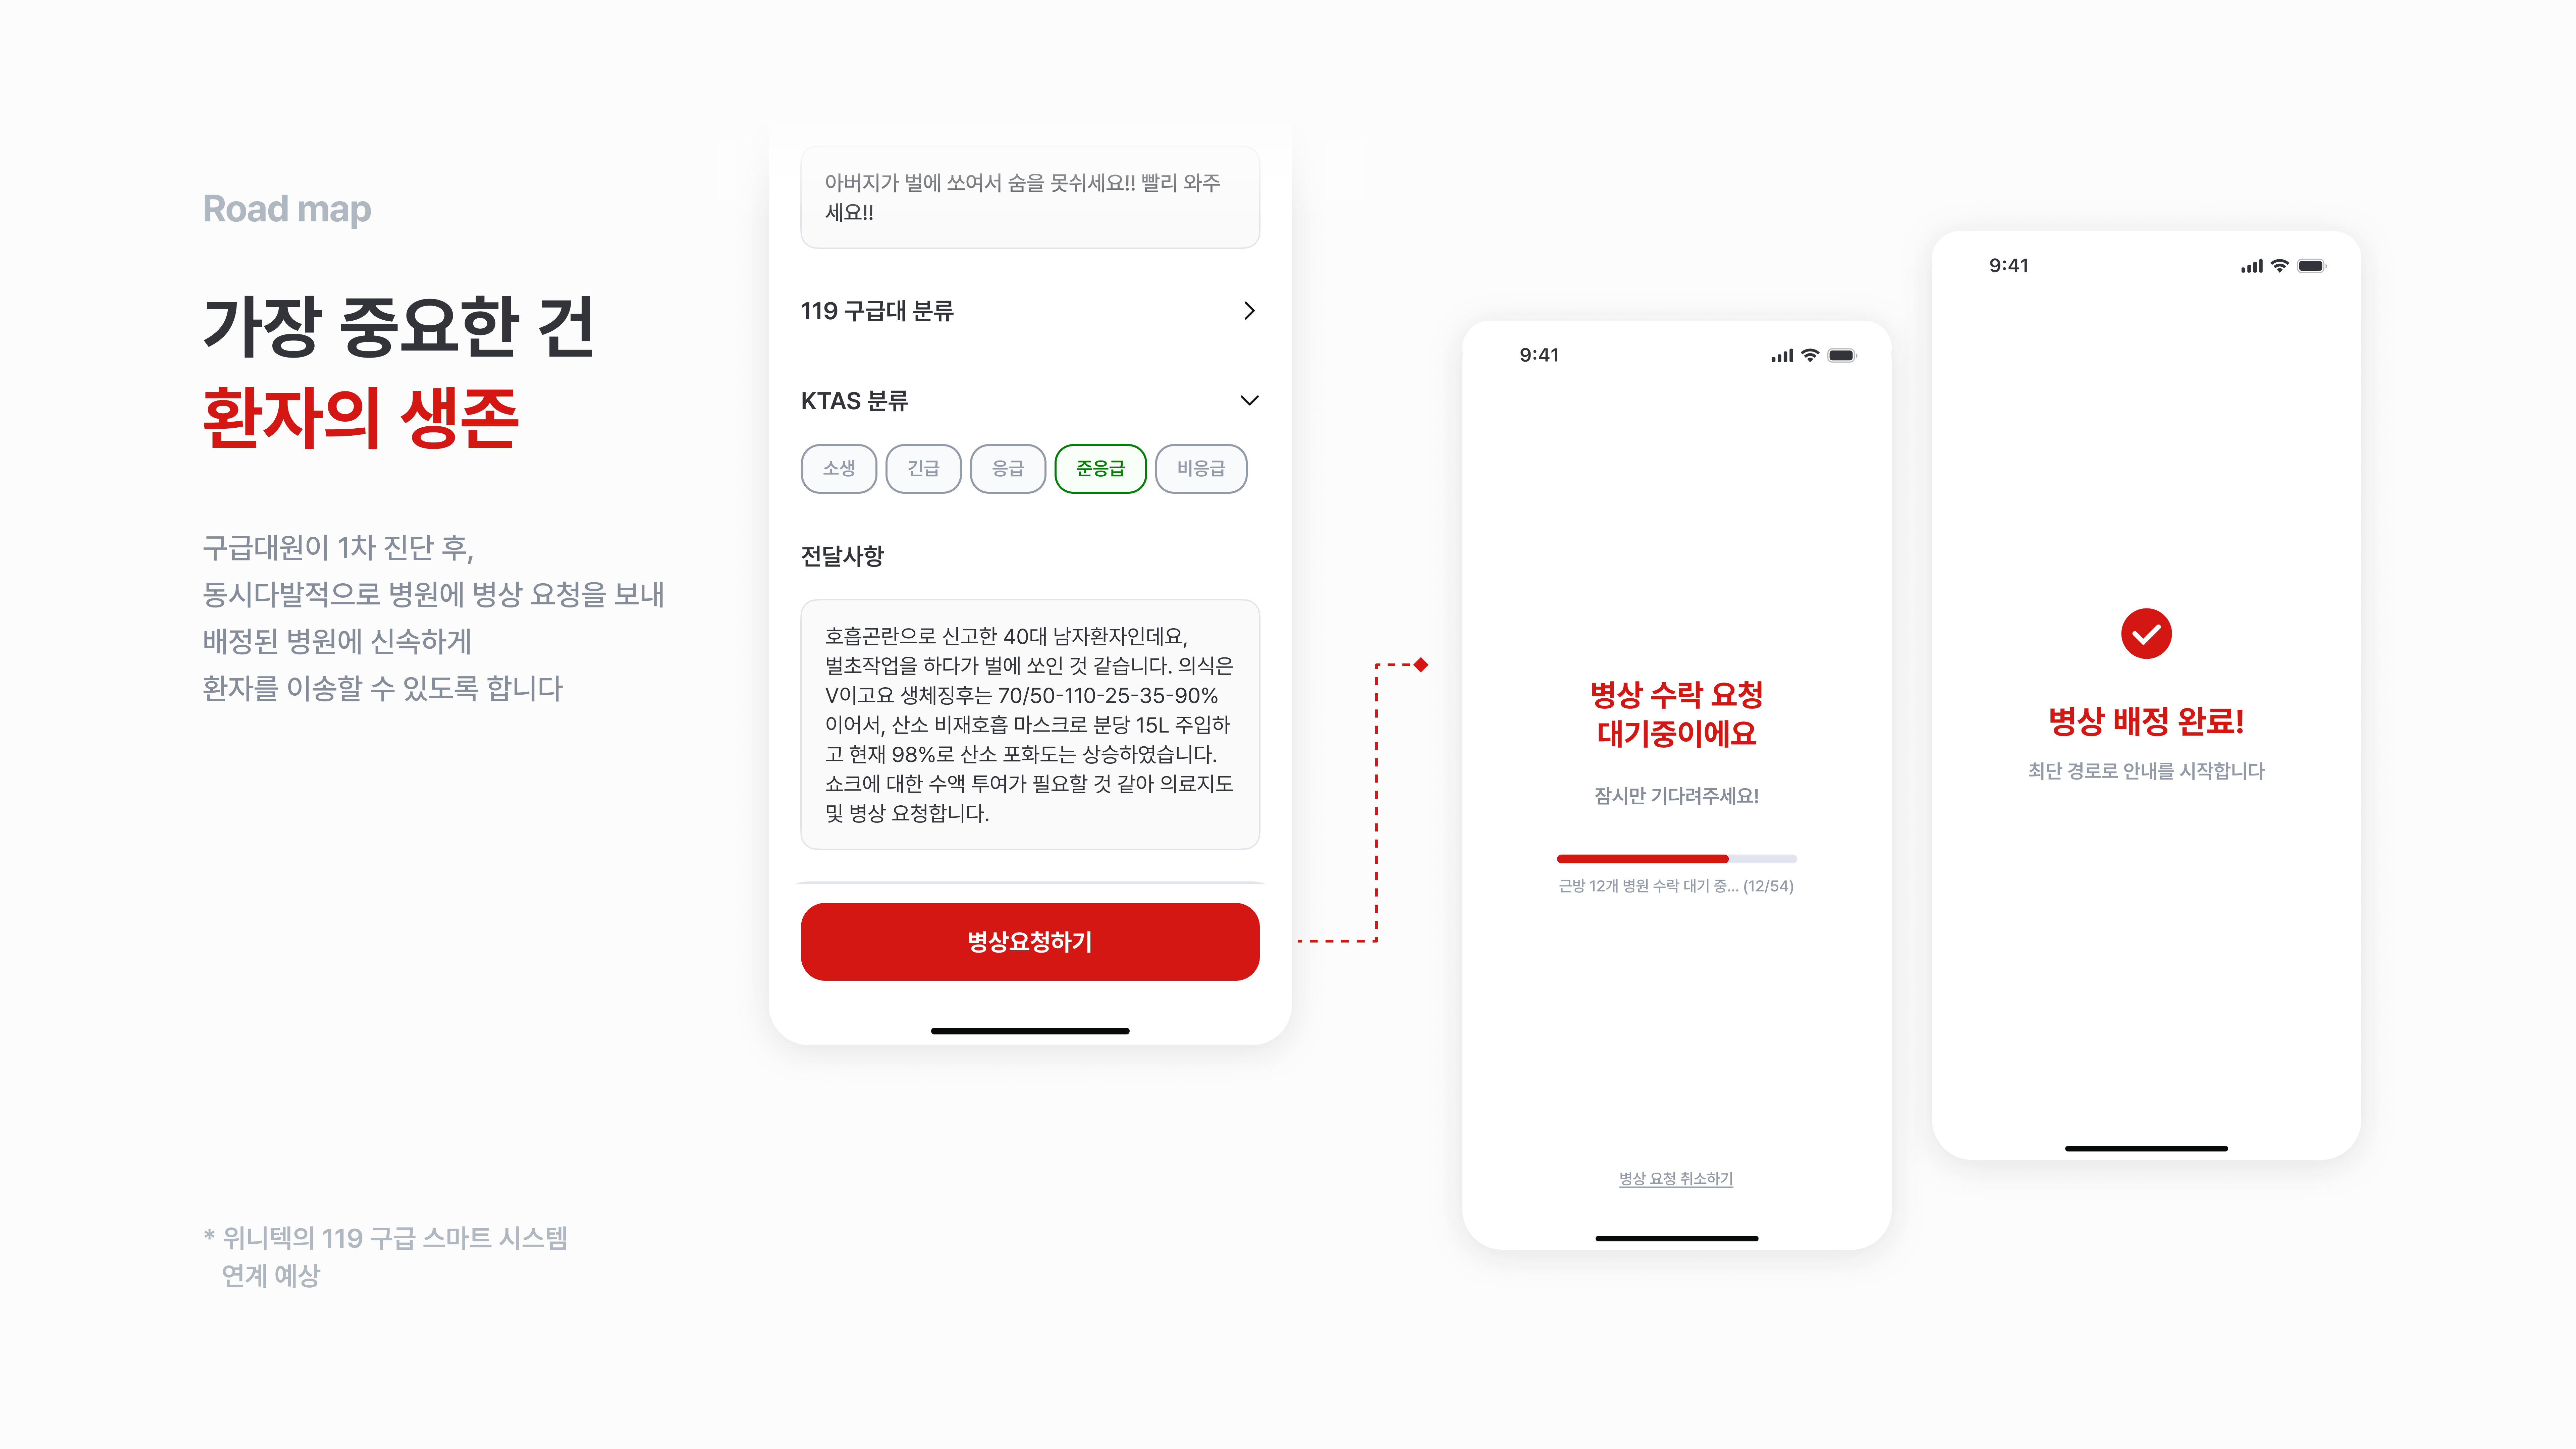 Road map
가장 중요한 건
환자의 생존
구급대원이 1차 진단 후,
동시다발적으로 병원에 병상 요청을 보내
배정된 병원에 신속하게
환자를 이송할 수 있도록 합니다
* 위니텍의 119 구급 스마트 시스템
연계 예상
아버지가 벌에 쏘여서 숨을 못쉬세요!! 빨리 와주
세요!!
119 구급대 분류
KTAS 분류
소생 긴급 응급 준응급 비응급
전달사항
호흡곤란으로 신고한 40대 남자환자인데요,
벌초작업을 하다가 벌에 쏘인 것 같습니다. 의식은
V이고요 생체징후는 70/50-110-25-35-90%
이어서, 산소 비재호흡 마스크로 분당 15L 주입하
고 현재 98%로 산소 포화도는 상승하였습니다.
쇼크에 대한 수액 투여가 필요할 것 같아 의료지도
및 병상 요청합니다.
병상요청하기
9:41
병상 수락 요청
대기중이에요
잠시만 기다려주세요!
근방 12개 병원 수락 대기 중... (12/54)
병상 요청 취소하기
9:41
병상 배정 완료!
최단 경로로 안내를 시작합니다